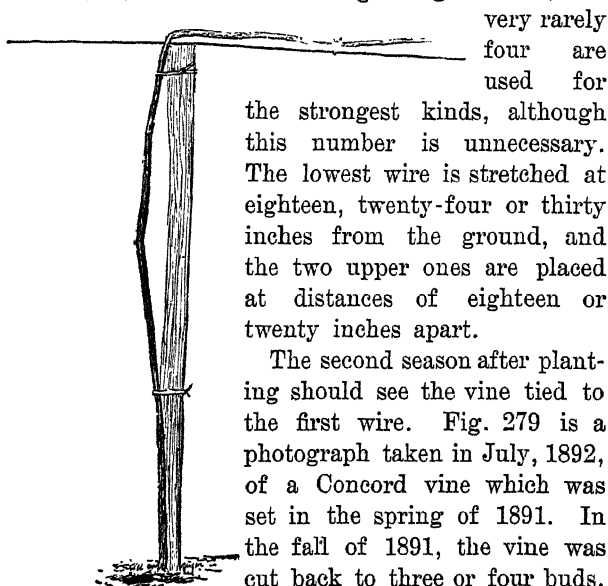 very rarely
four are
used for
the strongest kinds, although
this number is unnecessary.
The lowest wire is stretched at
eighteen, twenty-four or thirty
inches from the ground, and
the two upper ones are placed
at distances of eighteen or
twenty inches apart.
The second season after plant-
ing should see the vine tied to
the first wire. Fig. 279 is a
photograph taken in July, 1892,
of a Concord vine which was
set in the spring of 1891. In
the fall of 1891, the vine was
cut back to three or four buds.